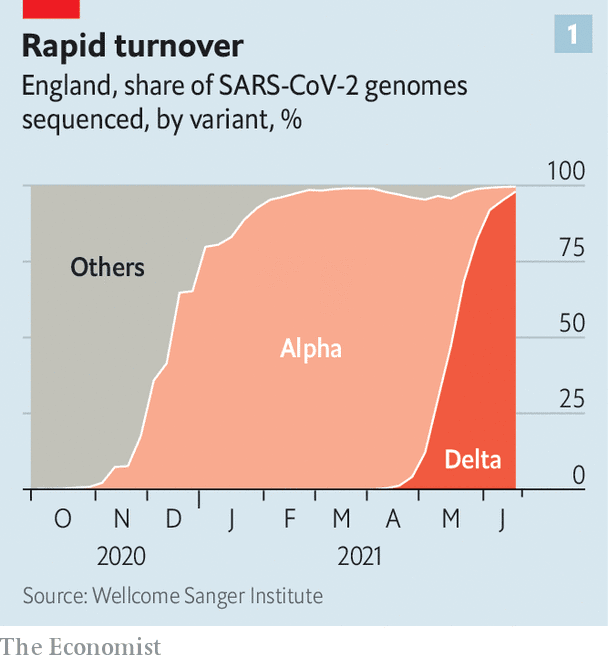 1
Rapid turnover
England, share of SARS-CoV-2 genomes
sequenced, by variant, %
100
Others
75
Alpha
50
25
Delta
0
O N D J F M A M J
2020 2021
Source: Wellcome Sanger Institute
The Economist